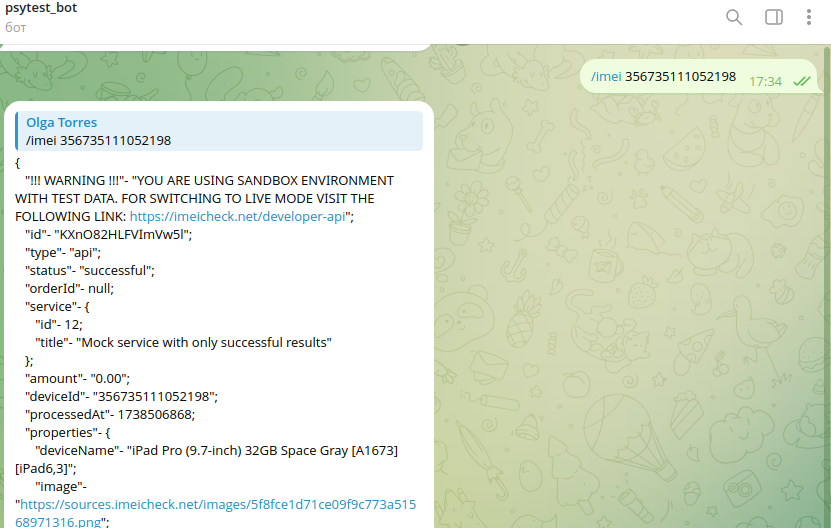 psytest_bot
бот
/imei 356735111052198
17:34
Olga Torres
/imei 356735111052198
{
"!!! WARNING !!!"- "YOU ARE USING SANDBOX ENVIRONMENT
WITH TEST DATA. FOR SWITCHING TO LIVE MODE VISIT THE
FOLLOWING LINK: https://imeicheck.net/developer-api";
"id"- "KXnO82HLFVImVw5l";
"type"- "api";
"status"- "successful";
"orderId"- null;
"service"- {
"id"- 12;
"title"- "Mock service with only successful results"
};
"amount"- "0.00";
"deviceId"- "356735111052198";
"processedAt"- 1738506868;
"properties"- {
"deviceName"- "iPad Pro (9.7-inch) 32GB Space Gray [A1673]
[iPad6,3]";
"image"-
"https://sources.imeicheck.net/images/5f8fce1d71ce09f9c773a515
68971316.png";